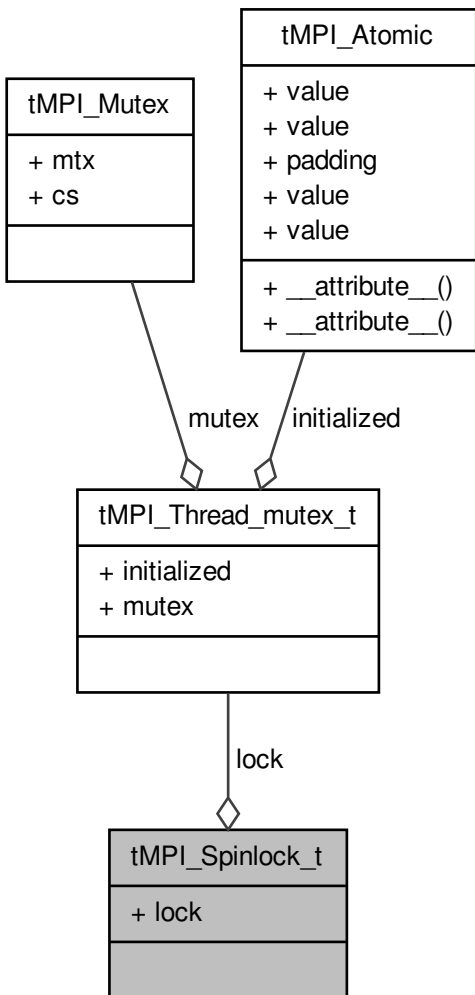 tMPI_Atomic
+ value
+ value
+ padding
+ value
+ value
+ __attribute__()
+ __attribute__()
tMPI_Mutex
+ mtx
+ cs
mutex
initialized
tMPI_Thread_mutex_t
+ initialized
+ mutex
lock
tMPI_Spinlock_t
+ lock